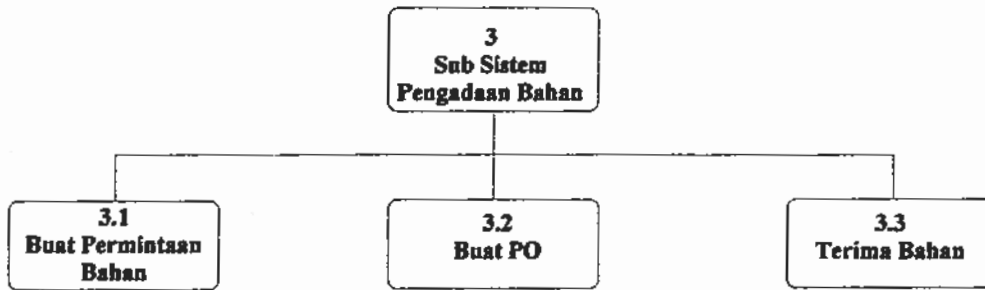 3
Sub Sistem
Pengadaan Bahan
3.1
Buat Permintaan
Bahan
3.2
Buat PO
3.3
Terima Bahan